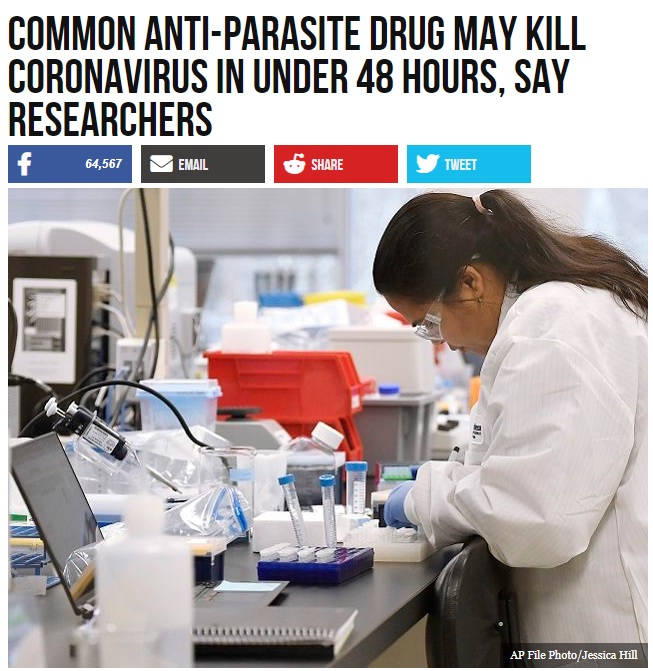 COMMON ANTI-PARASITE DRUG MAY KILL
CORONAVIRUS IN UNDER 48 HOURS, SAY
RESEARCHERS
f 64,567 EMAIL SHARE TWEET
AP File Photo/Jessica Hill